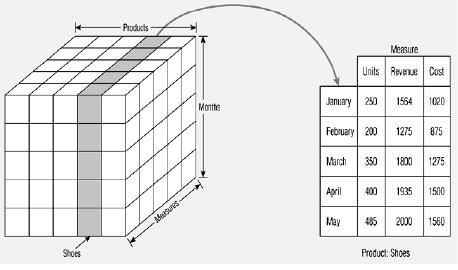 Products
Months
Measures
Shoes
Measure
Units Revenue Cost
January 250 1564 1020
February 200 1275 875
March 350 1800 1275
April 400 1935 1500
May 485 2000 1560
Product: Shoes